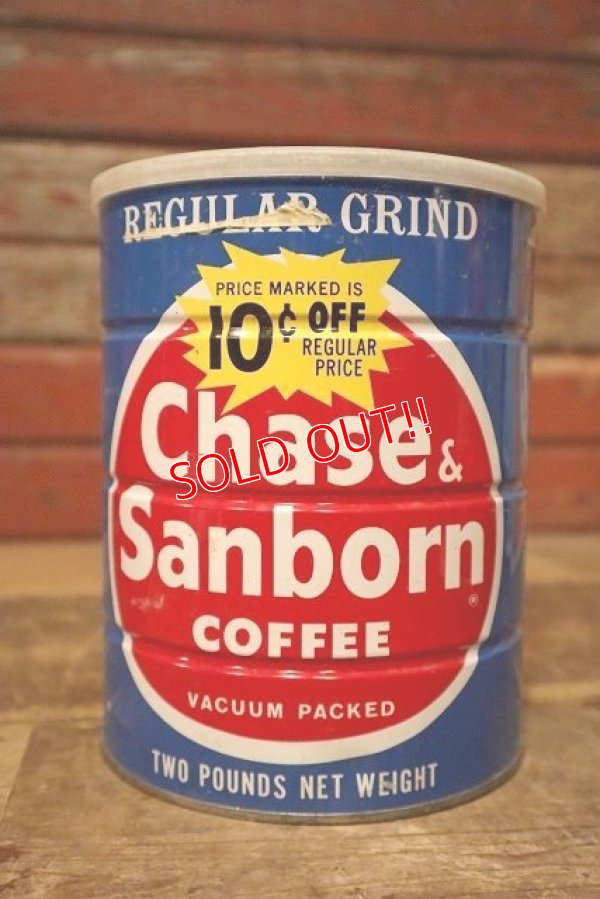 REGULAR GRIND
PRICE MARKED IS
10¢ OFF
REGULAR
PRICE
Chase &
SOLD OUT!!
Sanborn®
COFFEE
VACUUM PACKED
TWO POUNDS NET WEIGHT